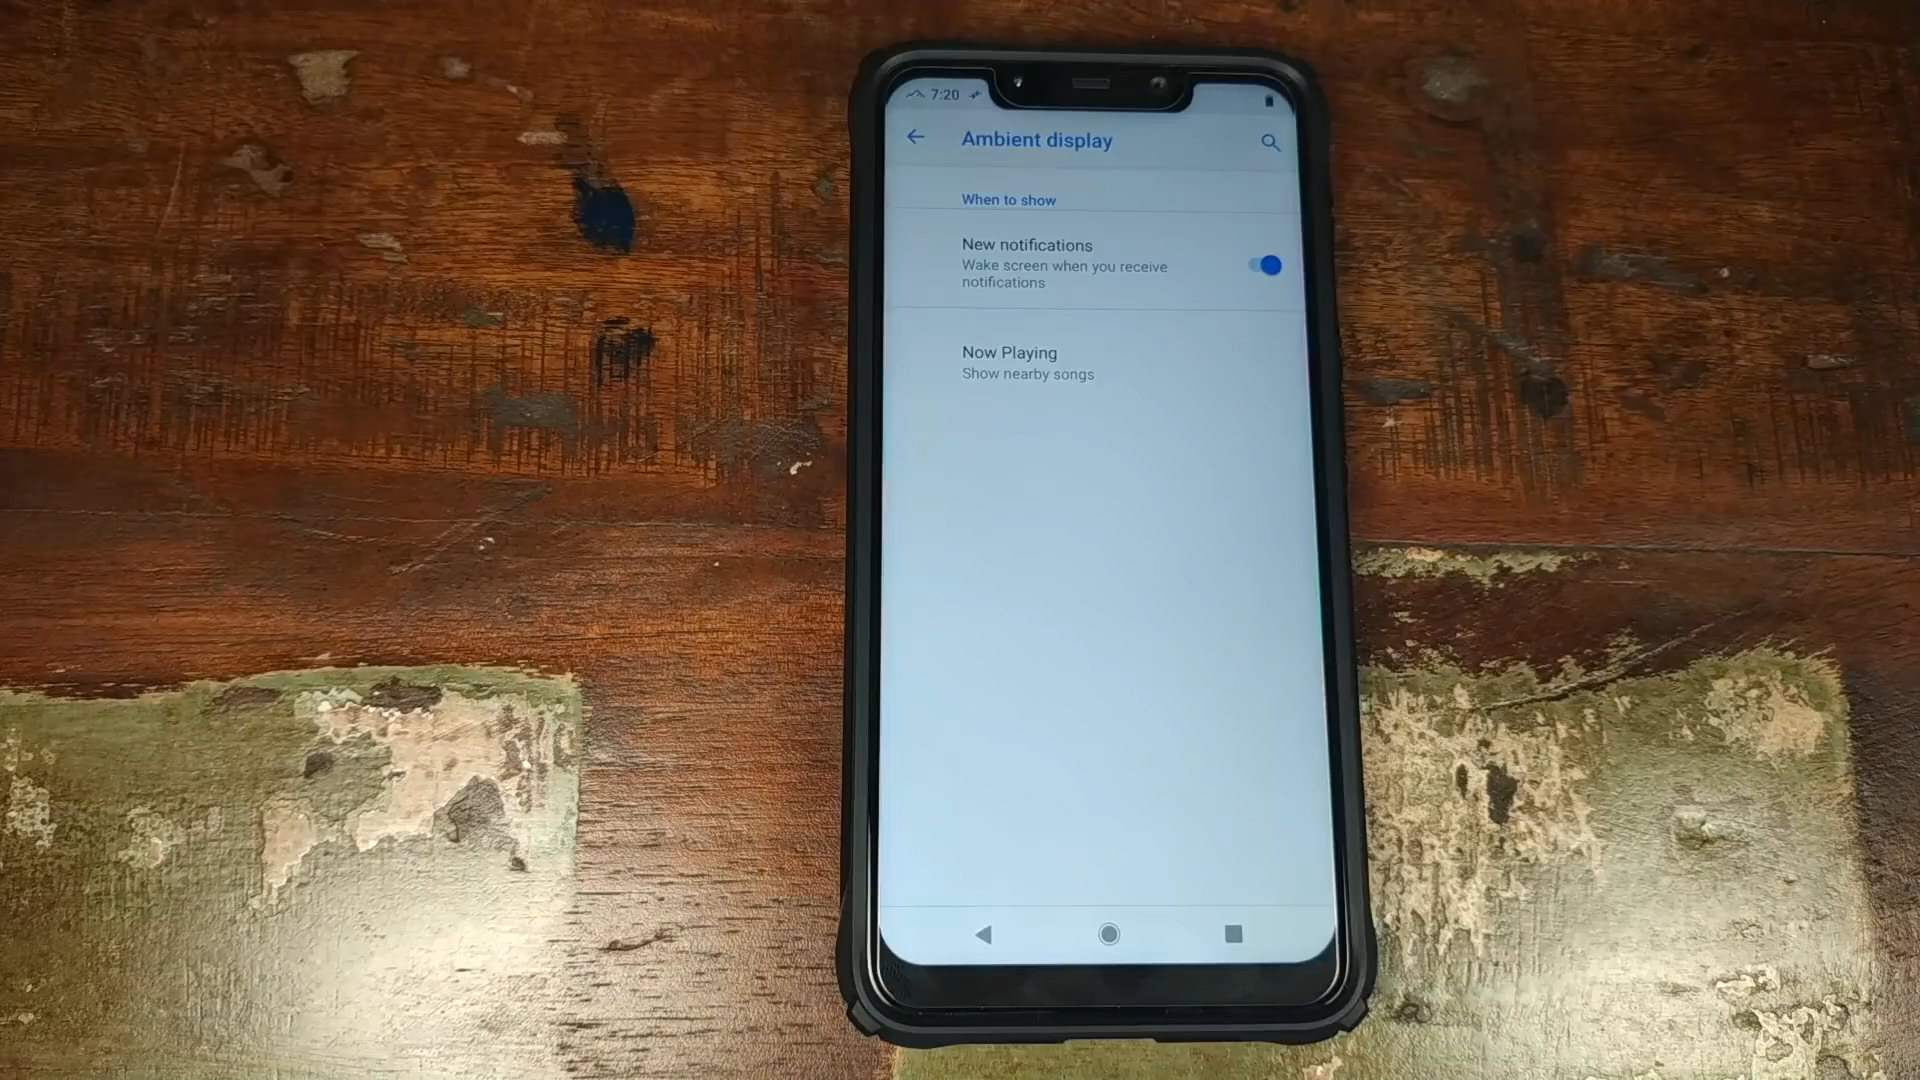 7:20
Ambient display
When to show
New notifications
Wake screen when you receive
notifications
Now Playing
Show nearby songs